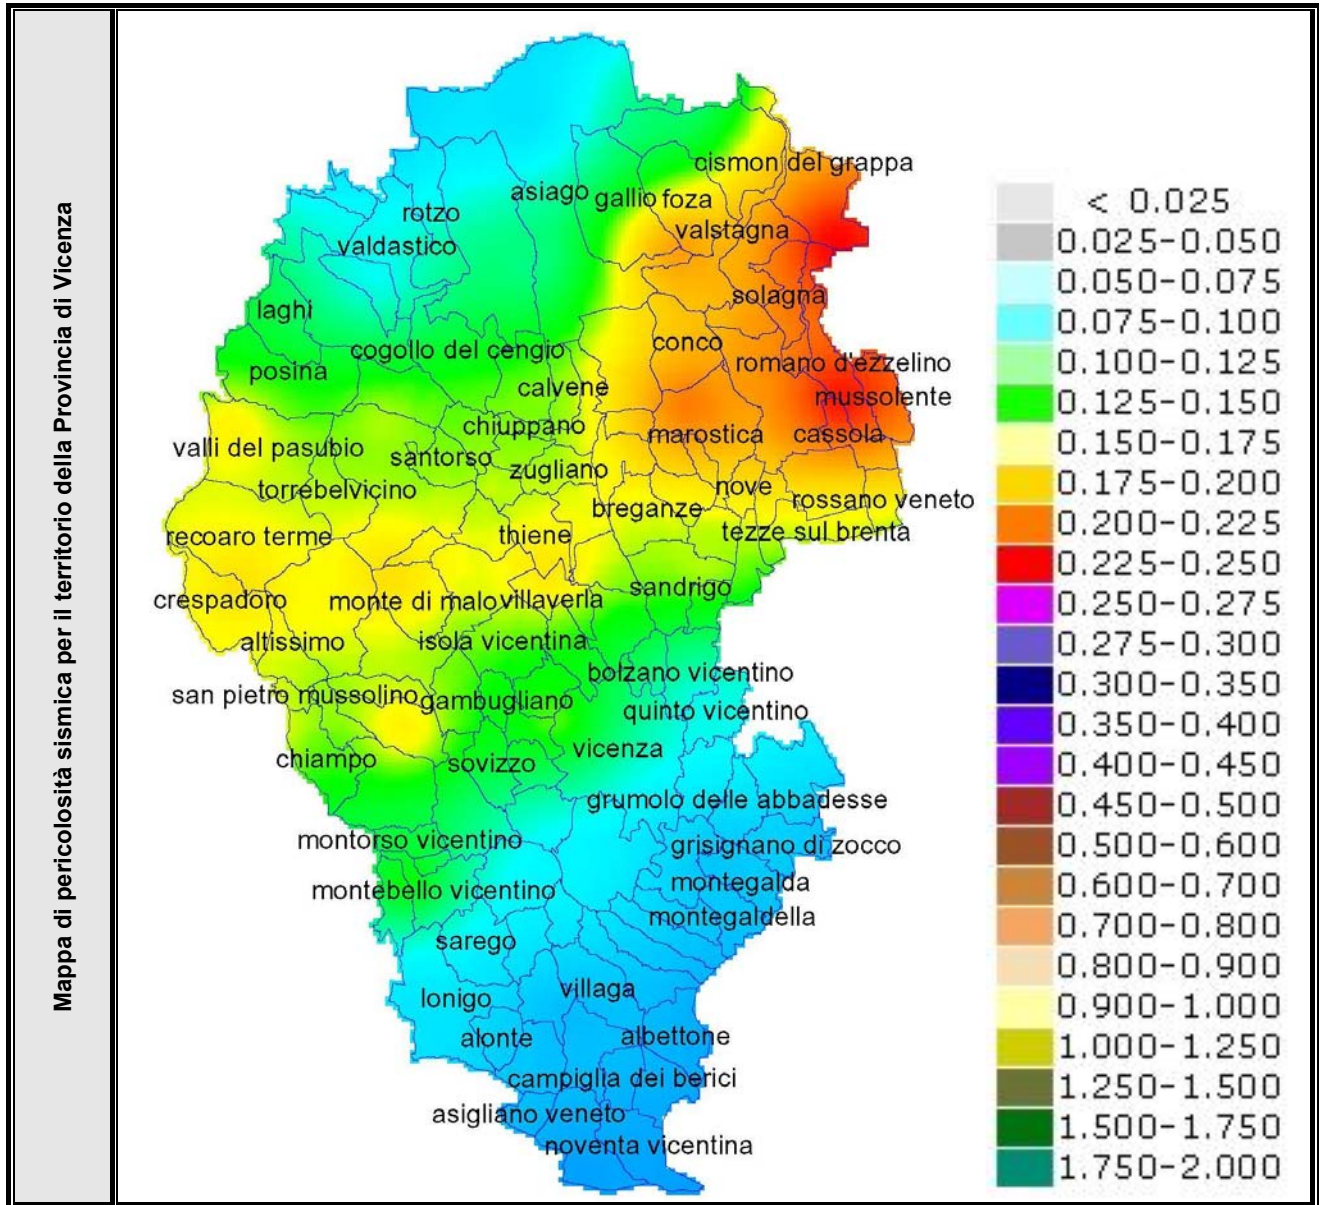 Mappa di pericolosità sismica per il territorio della Provincia di Vicenza
cismon del grappa
asiago
gallio
foza
rotzo
valstagna
valdastico
solagna
laghi
conco
cogollo del cengio
romano d'ezzelino
posina
calvene
mussolente
chiuppano
marostica
cassola
valli del pasubio
santorso
zugliano
torrebelvicino
nove
rossano veneto
breganze
recoaro terme
thiene
tezze sul brenta
sandrigo
crespadoro
monte di malo
villaverla
altissimo
isola vicentina
bolzano vicentino
san pietro mussolino
gambugliano
quinto vicentino
vicenza
chiampo
sovizzo
grumolo delle abbadesse
montorso vicentino
grisignano di zocco
montebello vicentino
montegalda
montegaldella
sarego
villaga
lonigo
alonte
albettone
campiglia dei berici
asigliano veneto
noventa vicentina
< 0.025
0.025-0.050
0.050-0.075
0.075-0.100
0.100-0.125
0.125-0.150
0.150-0.175
0.175-0.200
0.200-0.225
0.225-0.250
0.250-0.275
0.275-0.300
0.300-0.350
0.350-0.400
0.400-0.450
0.450-0.500
0.500-0.600
0.600-0.700
0.700-0.800
0.800-0.900
0.900-1.000
1.000-1.250
1.250-1.500
1.500-1.750
1.750-2.000